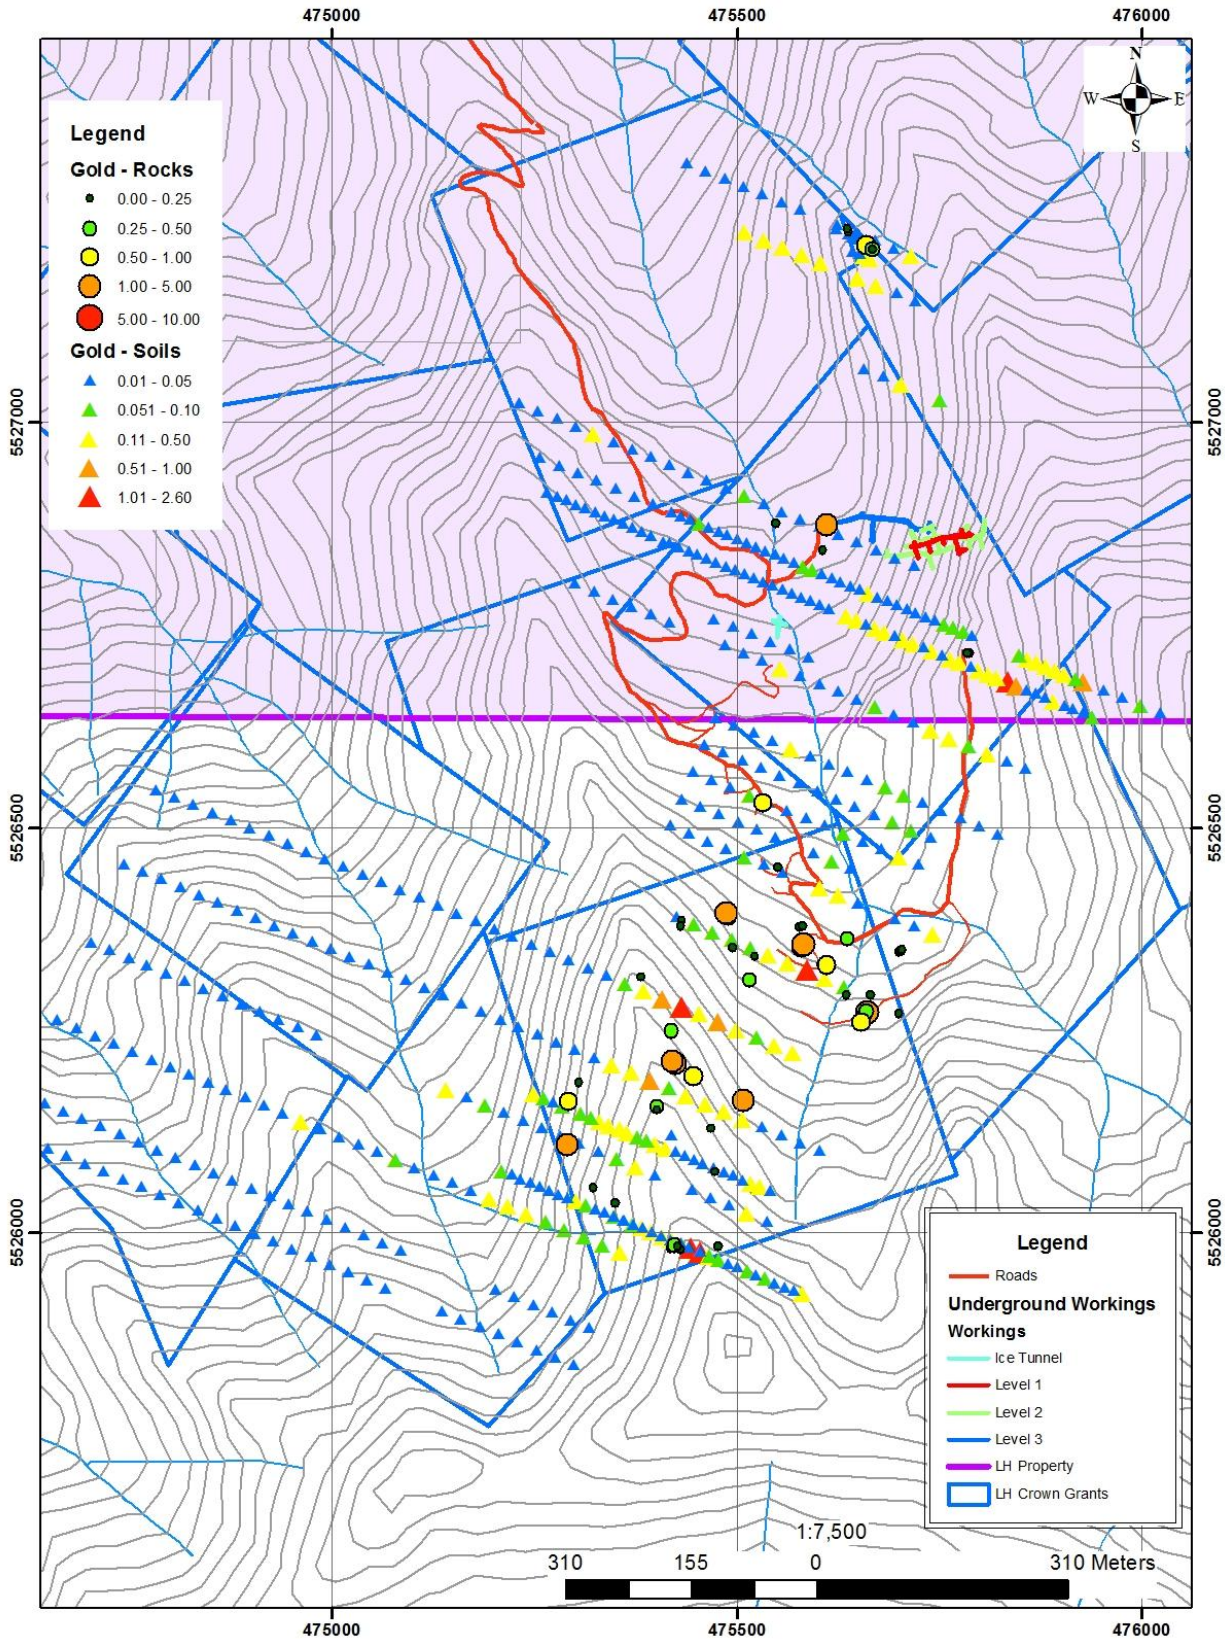 475000 475500 476000
N
W E
S
Legend
Gold - Rocks
0.00 - 0.25
0.25 - 0.50
0.50 - 1.00
1.00 - 5.00
5.00 - 10.00
Gold - Soils
0.01 - 0.05
0.051 - 0.10
0.11 - 0.50
0.51 - 1.00
1.01 - 2.60
5527000 5527000
5526500 5526500
5526000 5526000
Legend
Roads
Underground Workings
Workings
Ice Tunnel
Level 1
Level 2
Level 3
LH Property
LH Crown Grants
1:7,500
310 155 0 310 Meters
475000 475500 476000